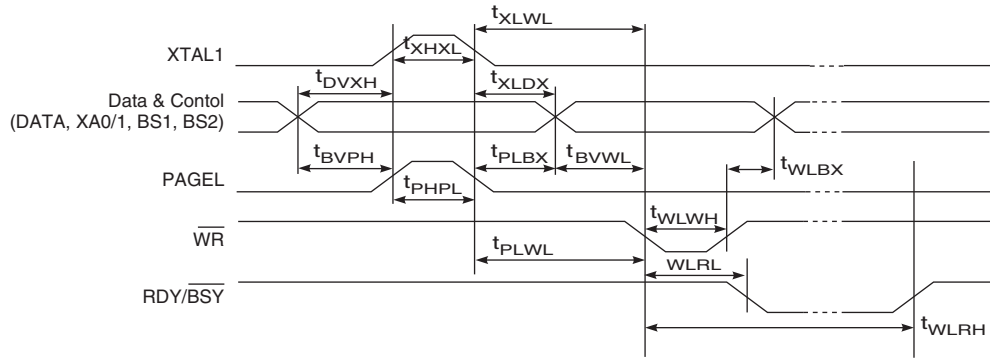 tXLWL
XTAL1
tXHXL
tDVXH
tXLDX
Data & Contol
(DATA, XA0/1, BS1, BS2)
tBVPH
tPLBX
tBVWL
tWLBX
PAGEL
tPHPL
WR
tWLWH
tPLWL
WLRL
RDY/BSY
tWLRH